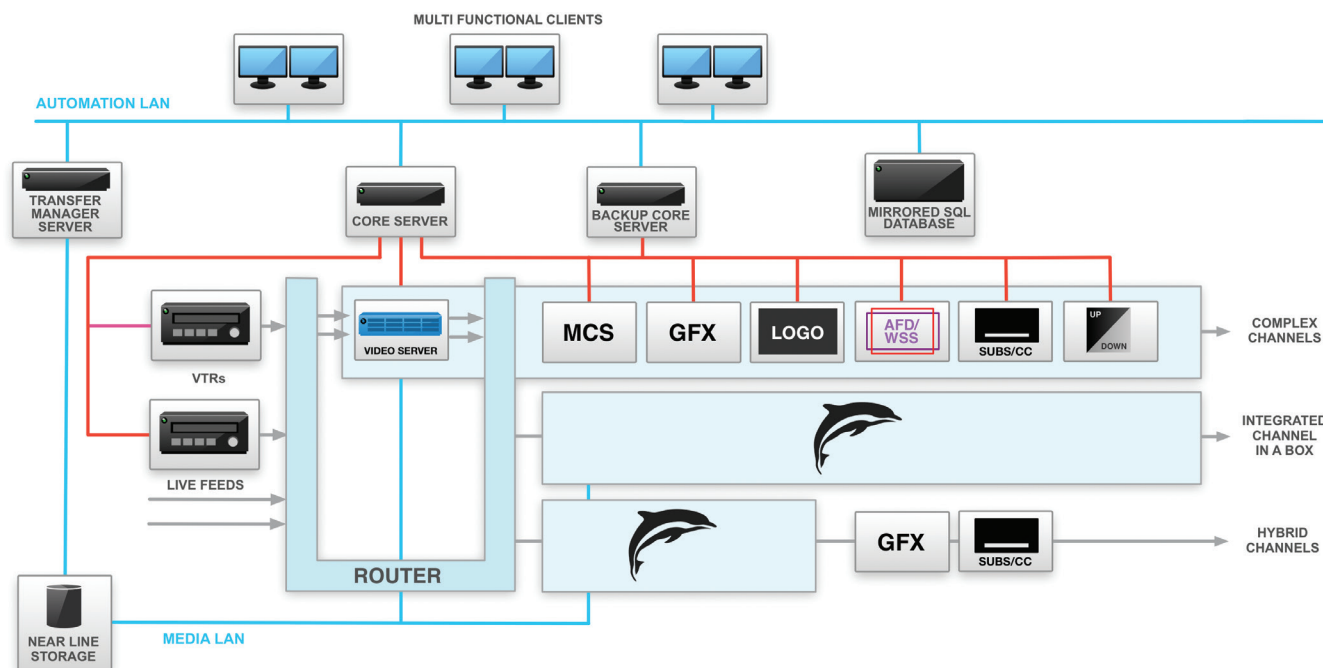 MULTI FUNCTIONAL CLIENTS
AUTOMATION LAN
TRANSFER
MANAGER
SERVER
CORE SERVER
BACKUP CORE
SERVER
MIRRORED SQL
DATABASE
VIDEO SERVER
MCS
GFX
LOGO
AFD/
WSS
SUBS/CC
UP
DOWN
COMPLEX
CHANNELS
VTRs
INTEGRATED
CHANNEL
IN A BOX
LIVE FEEDS
GFX
SUBS/CC
HYBRID
CHANNELS
ROUTER
NEAR LINE
STORAGE
MEDIA LAN